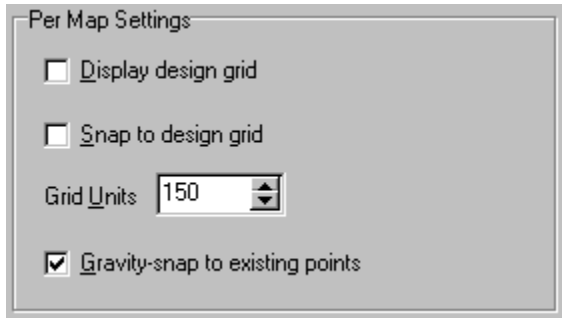 Per Map Settings
Display design grid
Snap to design grid
Grid Units 150
Gravity-snap to existing points